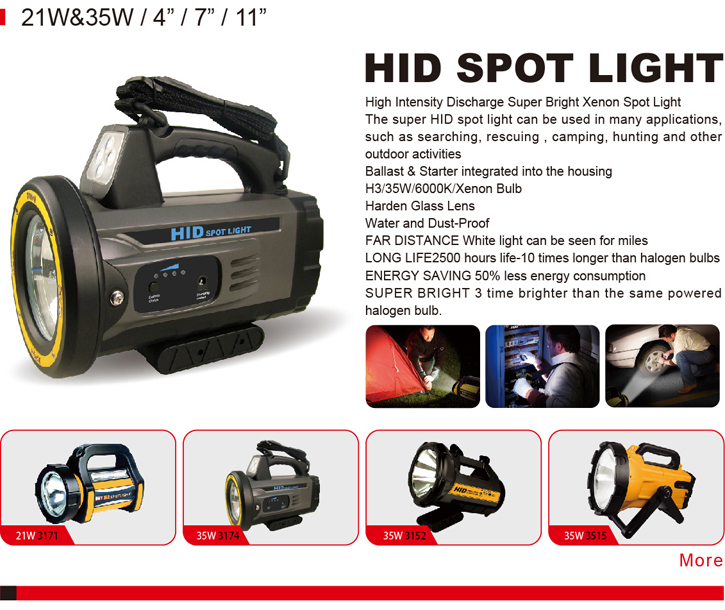 21W&35W / 4” / 7” / 11”
HID SPOT LIGHT
High Intensity Discharge Super Bright Xenon Spot Light
The super HID spot light can be used in many applications,
such as searching, rescuing , camping, hunting and other
outdoor activities
Ballast & Starter integrated into the housing
H3/35W/6000K/Xenon Bulb
Harden Glass Lens
Water and Dust-Proof
FAR DISTANCE White light can be seen for miles
LONG LIFE2500 hours life-10 times longer than halogen bulbs
ENERGY SAVING 50% less energy consumption
SUPER BRIGHT 3 time brighter than the same powered
halogen bulb.
HID SPOT LIGHT
21W 3171
35W 3174
HID
35W 3152
35W 3515
More